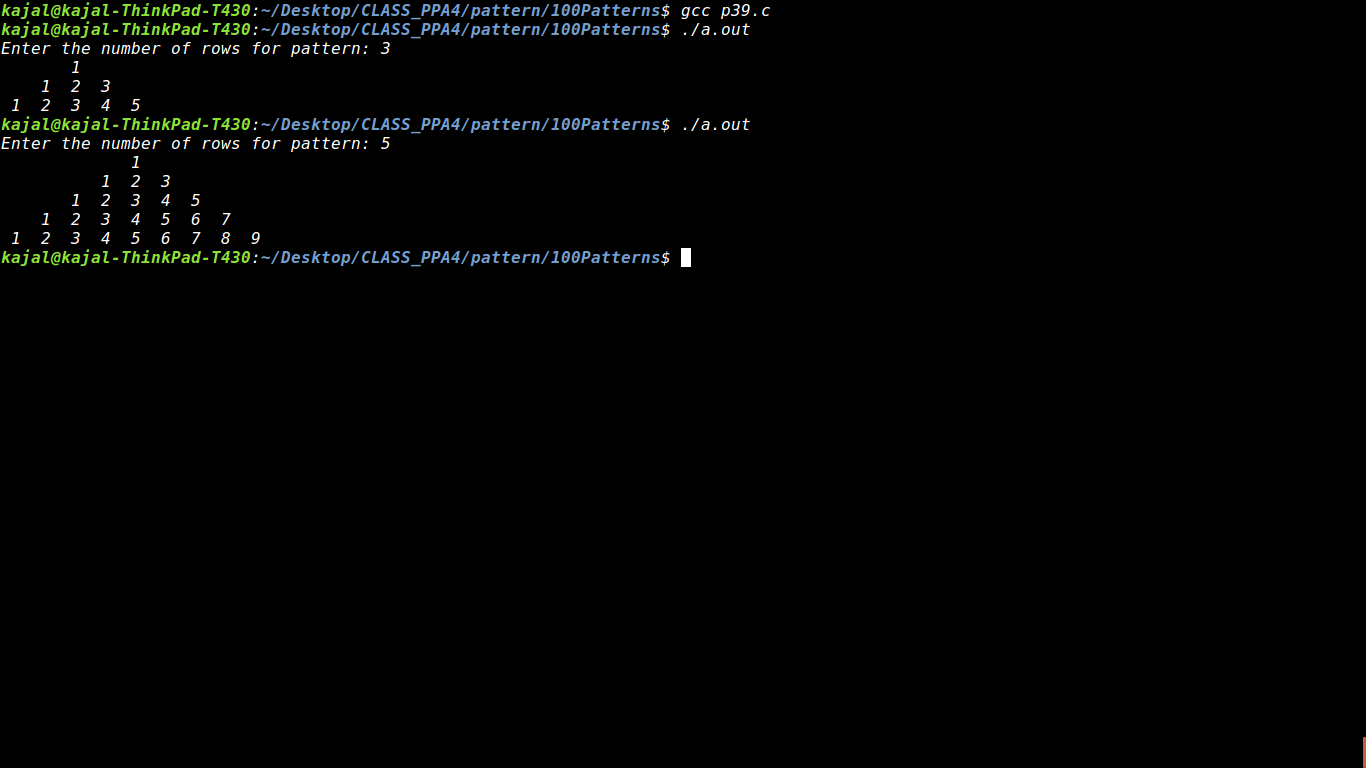 kajal@kajal-ThinkPad-T430:~/Desktop/CLASS_PPA4/pattern/100Patterns$ gcc p39.c
kajal@kajal-ThinkPad-T430:~/Desktop/CLASS_PPA4/pattern/100Patterns$ ./a.out
Enter the number of rows for pattern: 3
       1
    1  2  3
 1  2  3  4  5
kajal@kajal-ThinkPad-T430:~/Desktop/CLASS_PPA4/pattern/100Patterns$ ./a.out
Enter the number of rows for pattern: 5
             1
          1  2  3
       1  2  3  4  5
    1  2  3  4  5  6  7
 1  2  3  4  5  6  7  8  9
kajal@kajal-ThinkPad-T430:~/Desktop/CLASS_PPA4/pattern/100Patterns$